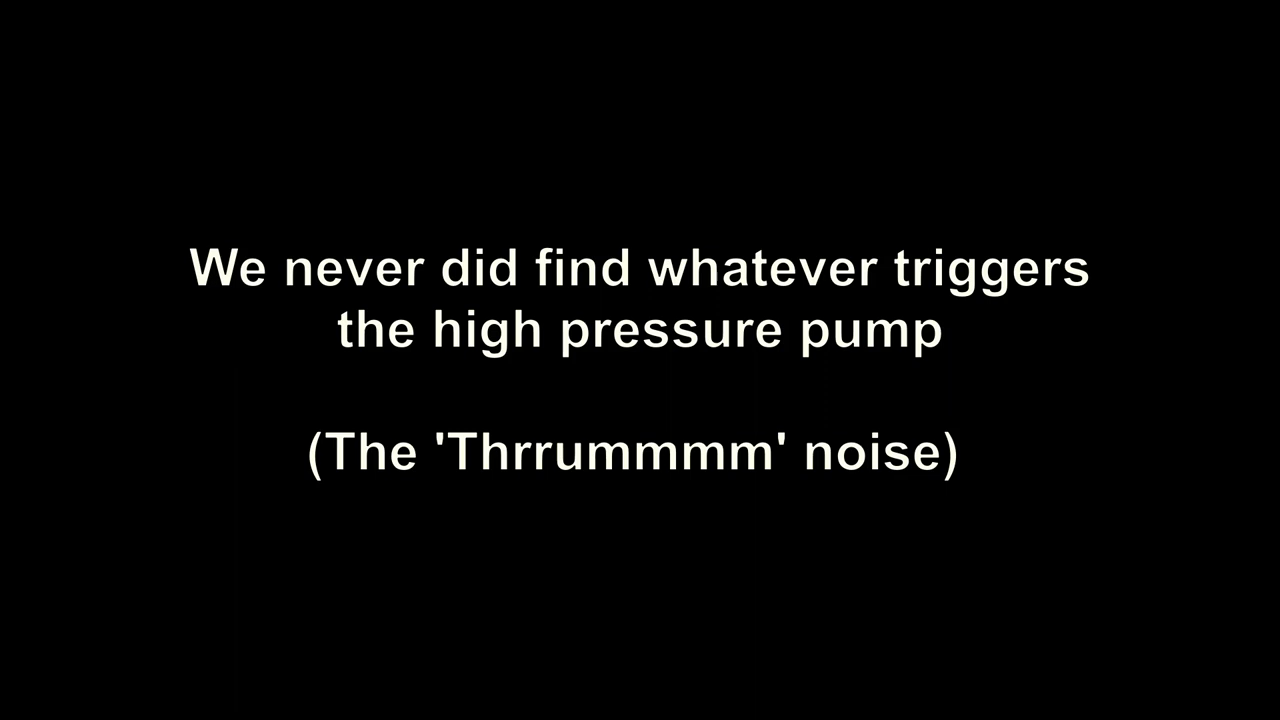 We never did find whatever triggers
the high pressure pump
(The 'Thrrummmm' noise)